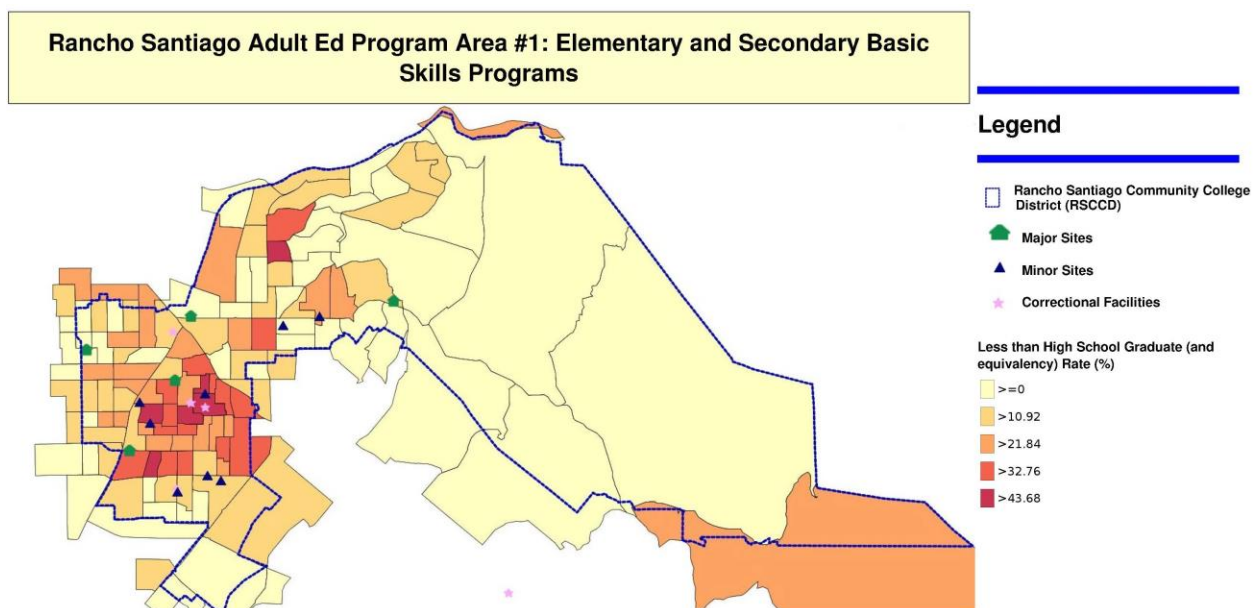 Rancho Santiago Adult Ed Program Area #1: Elementary and Secondary Basic
Skills Programs
Legend
Rancho Santiago Community College
District (RSCCD)
Major Sites
Minor Sites
Correctional Facilities
Less than High School Graduate (and
equivalency) Rate (%)
>=0
>10.92
>21.84
>32.76
>43.68